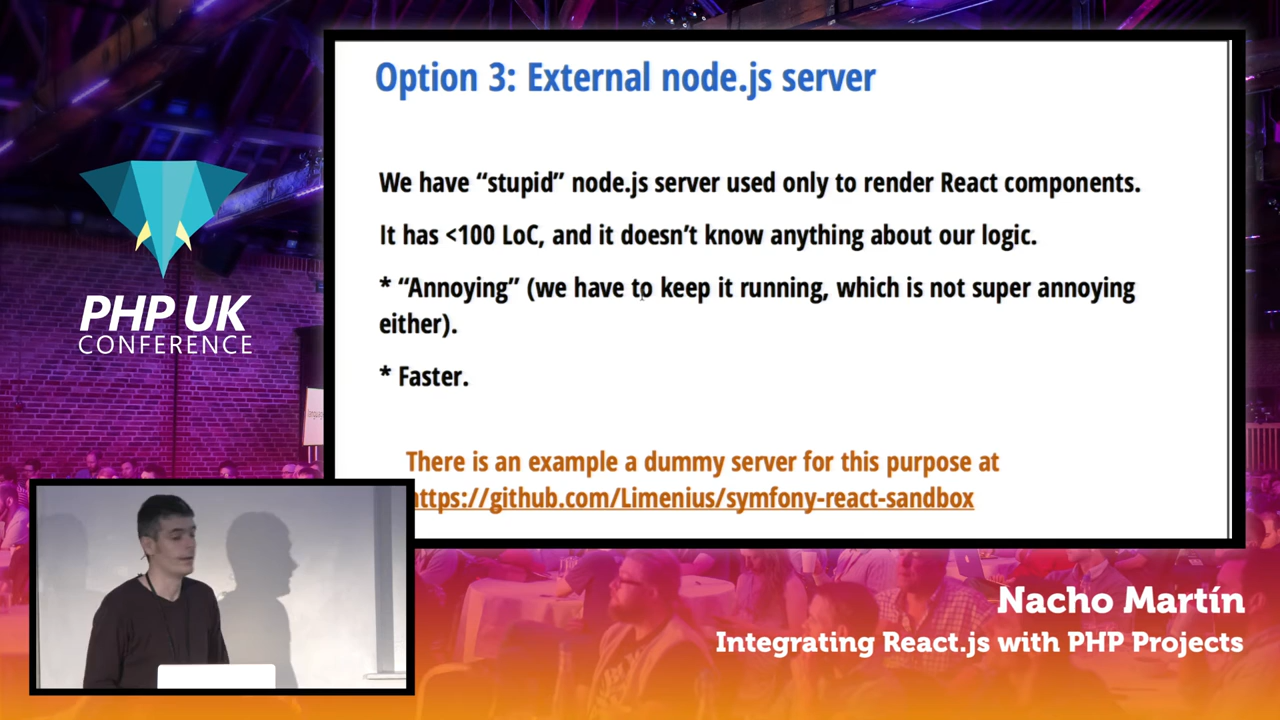 Option 3: External node.js server
We have “stupid” node.js server used only to render React components.
It has <100 LoC, and it doesn’t know anything about our logic.
* “Annoying” (we have to keep it running, which is not super annoying
either).
* Faster.
There is an example a dummy server for this purpose at
https://github.com/Limenius/symfony-react-sandbox
PHP UK
CONFERENCE
Nacho Martín
Integrating React.js with PHP Projects